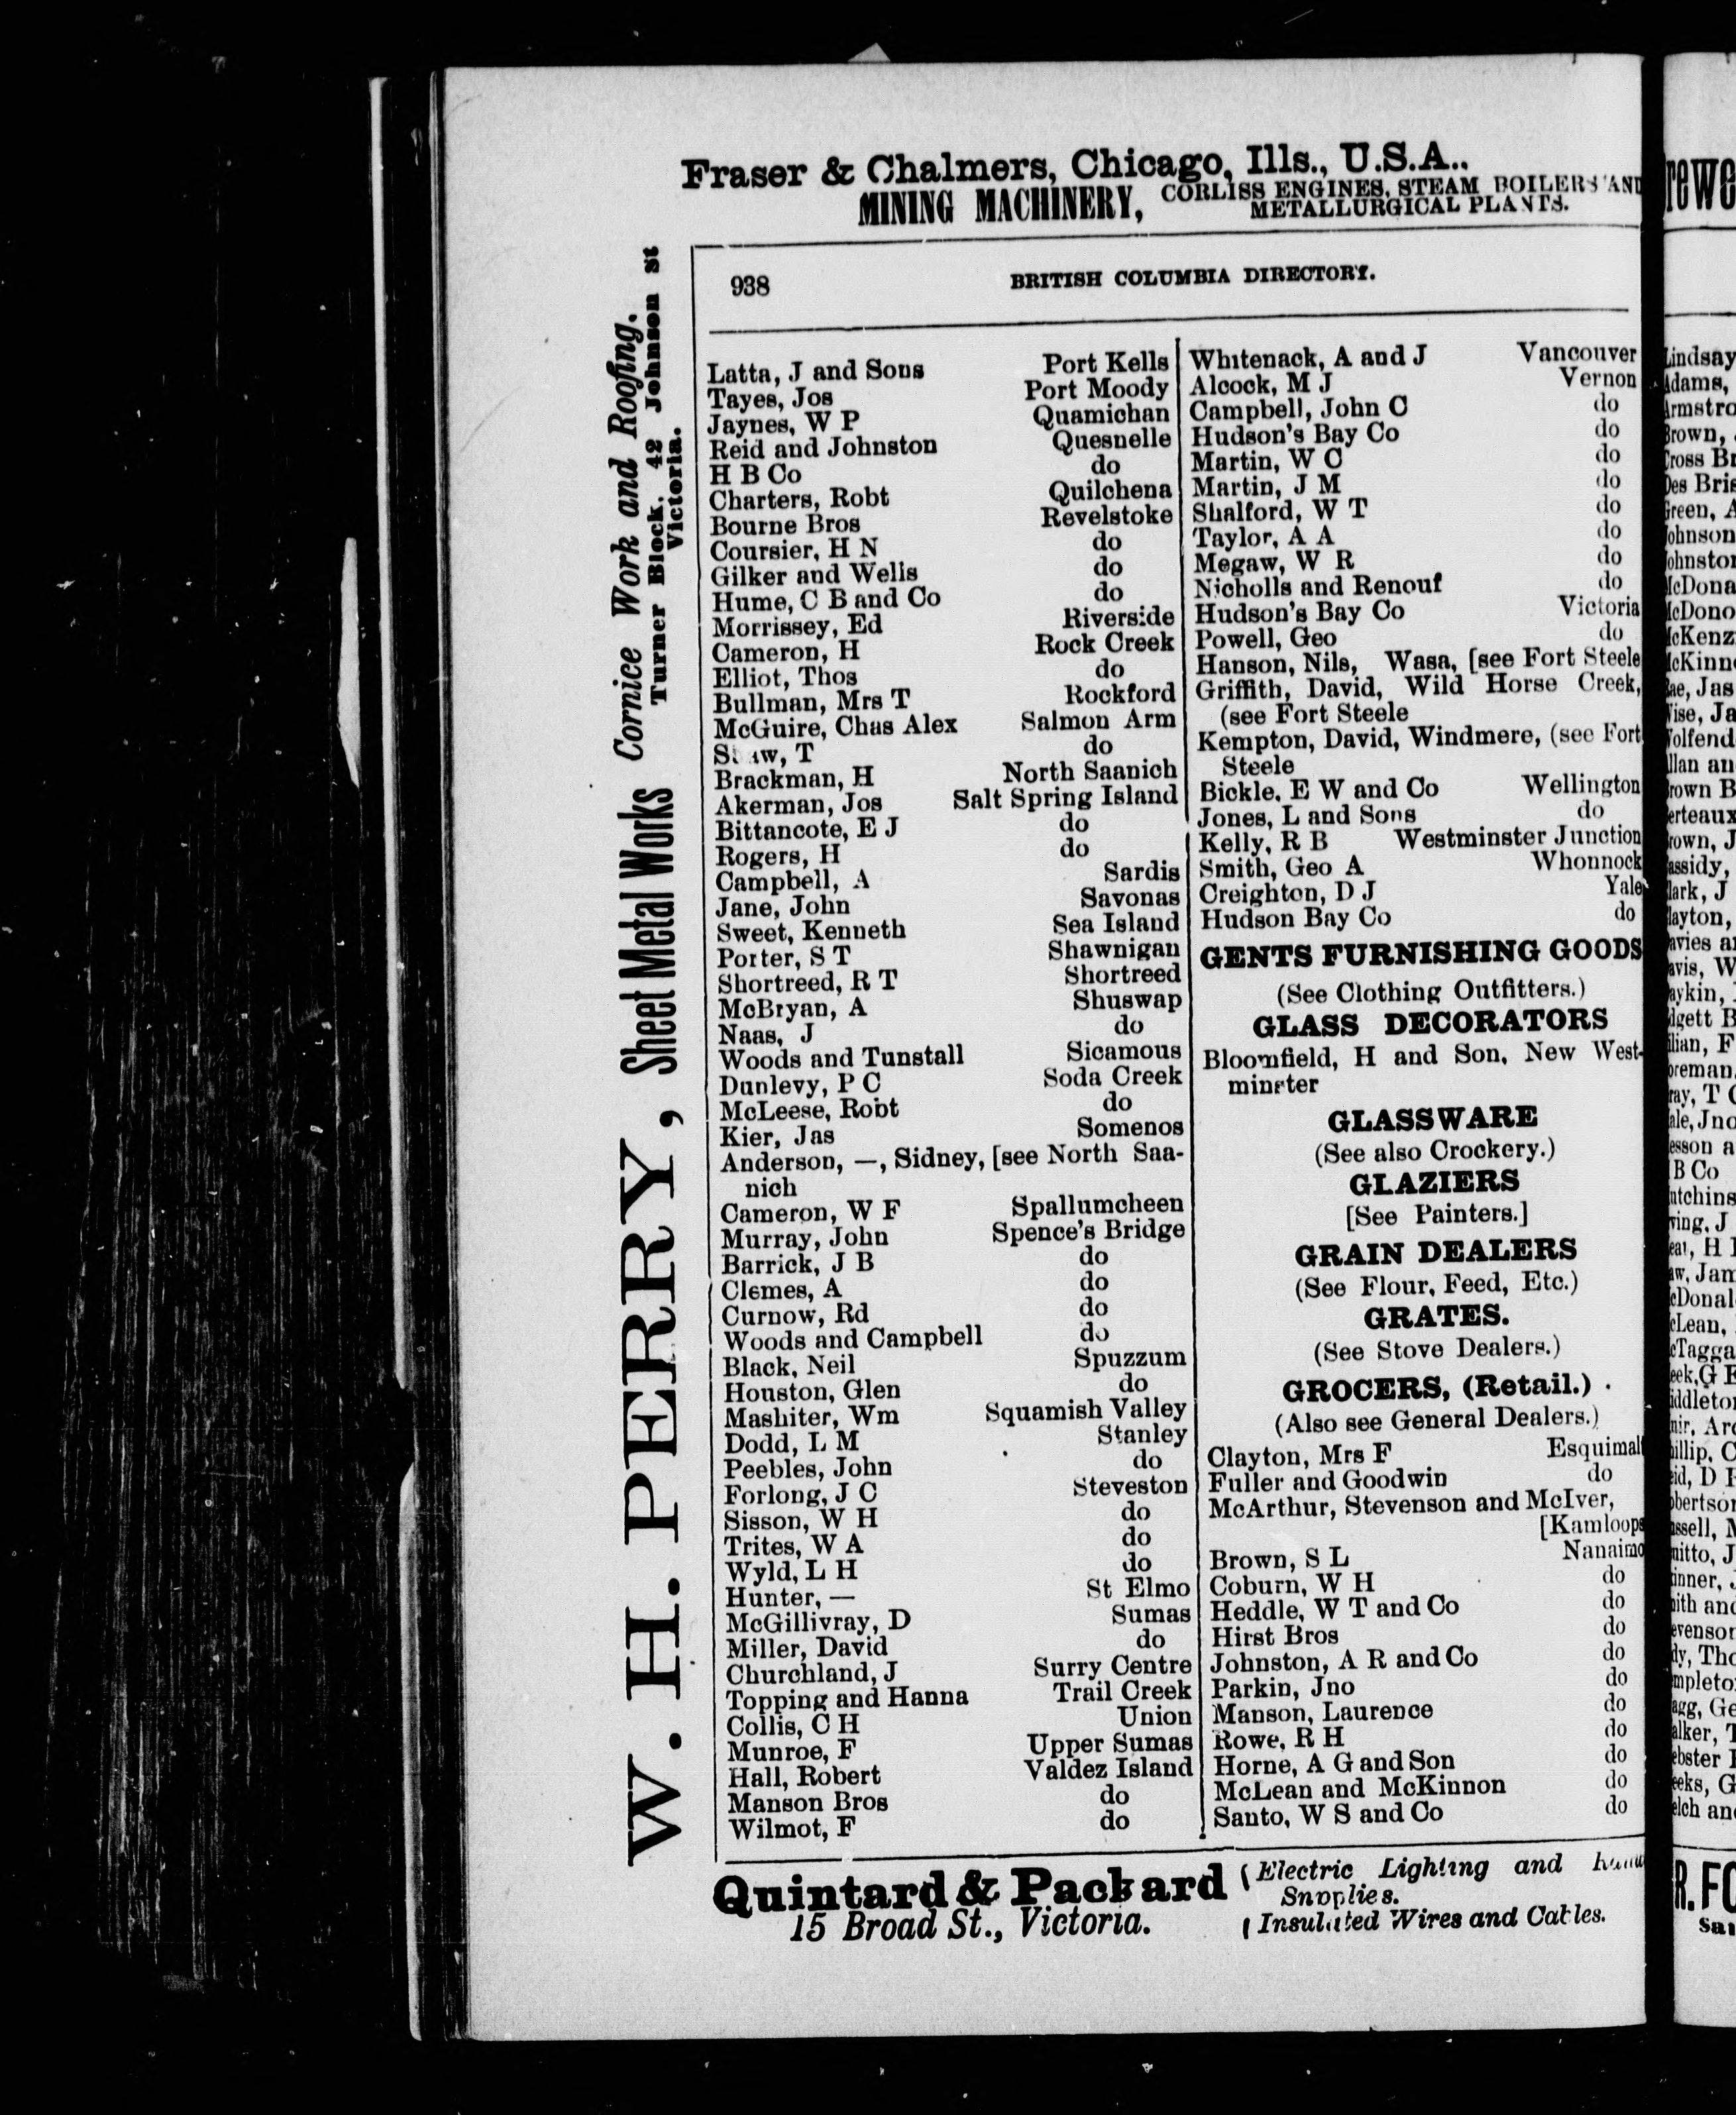 Fraser & Chalmers, Chicago, Ills., U.S.A..
MINING MACHINERY, CORLISS ENGINES, STEAM BOILERS AND
METALLURGICAL PLANTS.
938 BRITISH COLUMBIA DIRECTORY.
W. H. PERRY, Sheet Metal Works Cornice Work and Roofing.
Turner Block, 42 Johnson st
Victoria.
Latta, J and Sons Port Kells
Tayes, Jos Port Moody
Jaynes, W P Quamichan
Reid and Johnston Quesnelle
H B Co do
Charters, Robt Quilchena
Bourne Bros Revelstoke
Coursier, H N do
Gilker and Wells do
Hume, C B and Co do
Morrissey, Ed Riverside
Cameron, H Rock Creek
Elliot, Thos do
Bullman, Mrs T Rockford
McGuire, Chas Alex Salmon Arm
T do
Brackman, H North Saanich
Akerman, Jos Salt Spring Island
Bittancote, E J do
Rogers, H do
Campbell, A Sardis
Jane, John Savonas
Sweet, Kenneth Sea Island
Porter, S T Shawnigan
Shortreed, R T Shortreed
McBryan, A Shuswap
Naas, J do
Woods and Tunstall Sicamous
Dunlevy, P C Soda Creek
McLeese, Robt do
Kier, Jas Somenos
Anderson, —, Sidney, [see North Saa-
nich
Cameron, W F Spallumcheen
Murray, John Spence's Bridge
Barrick, J B do
Clemes, A do
Curnow, Rd do
Woods and Campbell do
Black, Neil Spuzzum
Houston, Glen do
Mashiter, Wm Squamish Valley
Dodd, L M Stanley
Peebles, John do
Forlong, J C Steveston
Sisson, W H do
Trites, W A do
Wyld, L H do
Hunter, — St Elmo
McGillivray, D Sumas
Miller, David do
Churchland, J Surry Centre
Topping and Hanna Trail Creek
Collis, C H Union
Munroe, F Upper Sumas
Hall, Robert Valdez Island
Manson Bros do
Wilmot, F do
Whitenack, A and J Vancouver
Alcock, M J Vernon
Campbell, John C do
Hudson's Bay Co do
Martin, W C do
Martin, J M do
Shalford, W T do
Taylor, A A do
Megaw, W R do
Nicholls and Renouf do
Hudson's Bay Co Victoria
Powell, Geo do
Hanson, Nils, Wasa, [see Fort Steele
Griffith, David, Wild Horse Creek,
(see Fort Steele
Kempton, David, Windmere, (see Fort
Steele
Bickle. E W and Co Wellington
Jones, L and Sons do
Kelly, R B Westminster Junction
Smith, Geo A Whonnock
Creighton, D J Yale
Hudson Bay Co do
GENTS FURNISHING GOODS
(See Clothing Outfitters.)
GLASS DECORATORS
Bloomfield, H and Son, New West-
minster
GLASSWARE
(See also Crockery.)
GLAZIERS
[See Painters.]
GRAIN DEALERS
(See Flour, Feed, Etc.)
GRATES.
(See Stove Dealers.)
GROCERS, (Retail.)
(Also see General Dealers.)
Clayton, Mrs F Esquimalt
Fuller and Goodwin do
McArthur, Stevenson and McIver,
[Kamloops
Brown, S L Nanaimo
Coburn, W H do
Heddle, W T and Co do
Hirst Bros do
Johnston, A R and Co do
Parkin, Jno do
Manson, Laurence do
Rowe, R H do
Horne, A G and Son do
McLean and McKinnon do
Santo, W S and Co do
Quintard & Packard
15 Broad St., Victoria.
Electric Lighting and
Supplies.
Insulated Wires and Cables.